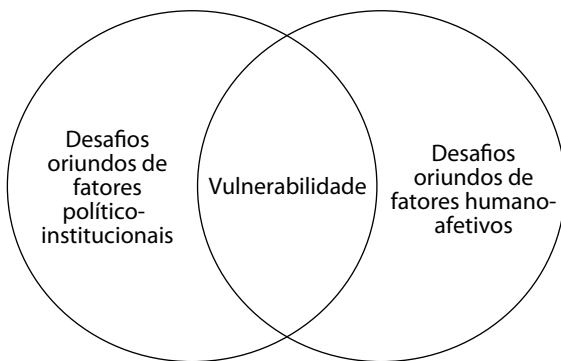 Desafios
oriundos de
fatores
político-
institucionais
Vulnerabilidade
Desafios
oriundos de
fatores humano-
afetivos